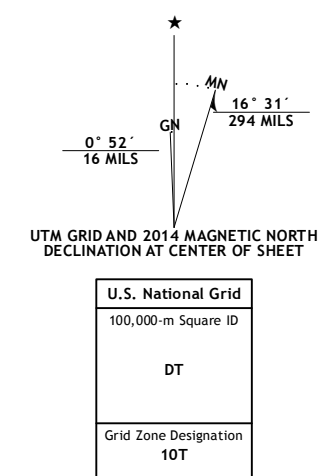 ★
MN
GN
16° 31´
294 MILS
0° 52´
16 MILS
UTM GRID AND 2014 MAGNETIC NORTH
DECLINATION AT CENTER OF SHEET
U.S. National Grid
100,000-m Square ID
DT
Grid Zone Designation
10T